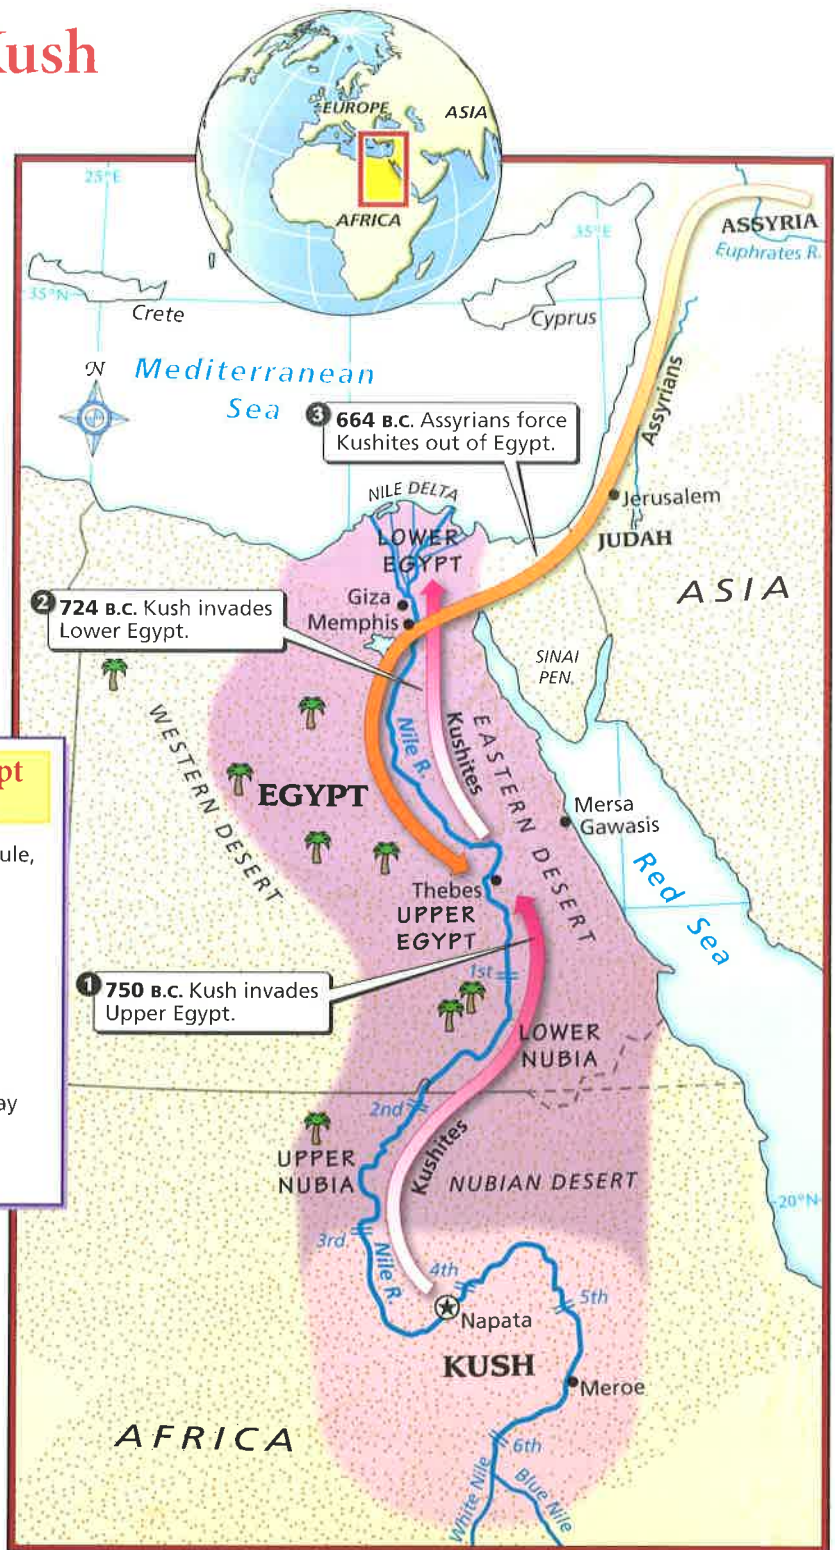 Kush
EUROPE
ASIA
AFRICA
25°E
35°E
ASSYRIA
Euphrates R.
35°N
Crete
Cyprus
N
Mediterranean
Sea
Assyrians
❸ 664 B.C. Assyrians force
Kushites out of Egypt.
Jerusalem
JUDAH
NILE DELTA
LOWER
EGYPT
ASIA
❷ 724 B.C. Kush invades
Lower Egypt.
Giza
Memphis
SINAI
PEN.
WESTERN DESERT
Nile R.
Kushites
EASTERN DESERT
pt
EGYPT
Mersa
Gawasis
ule,
Red Sea
Thebes
UPPER
EGYPT
1st
❶ 750 B.C. Kush invades
Upper Egypt.
LOWER
NUBIA
ay
2nd
Kushites
UPPER
NUBIA
NUBIAN DESERT
20°N
3rd
Nile R.
4th
5th
Napata
KUSH
Meroe
AFRICA
6th
White Nile
Blue Nile